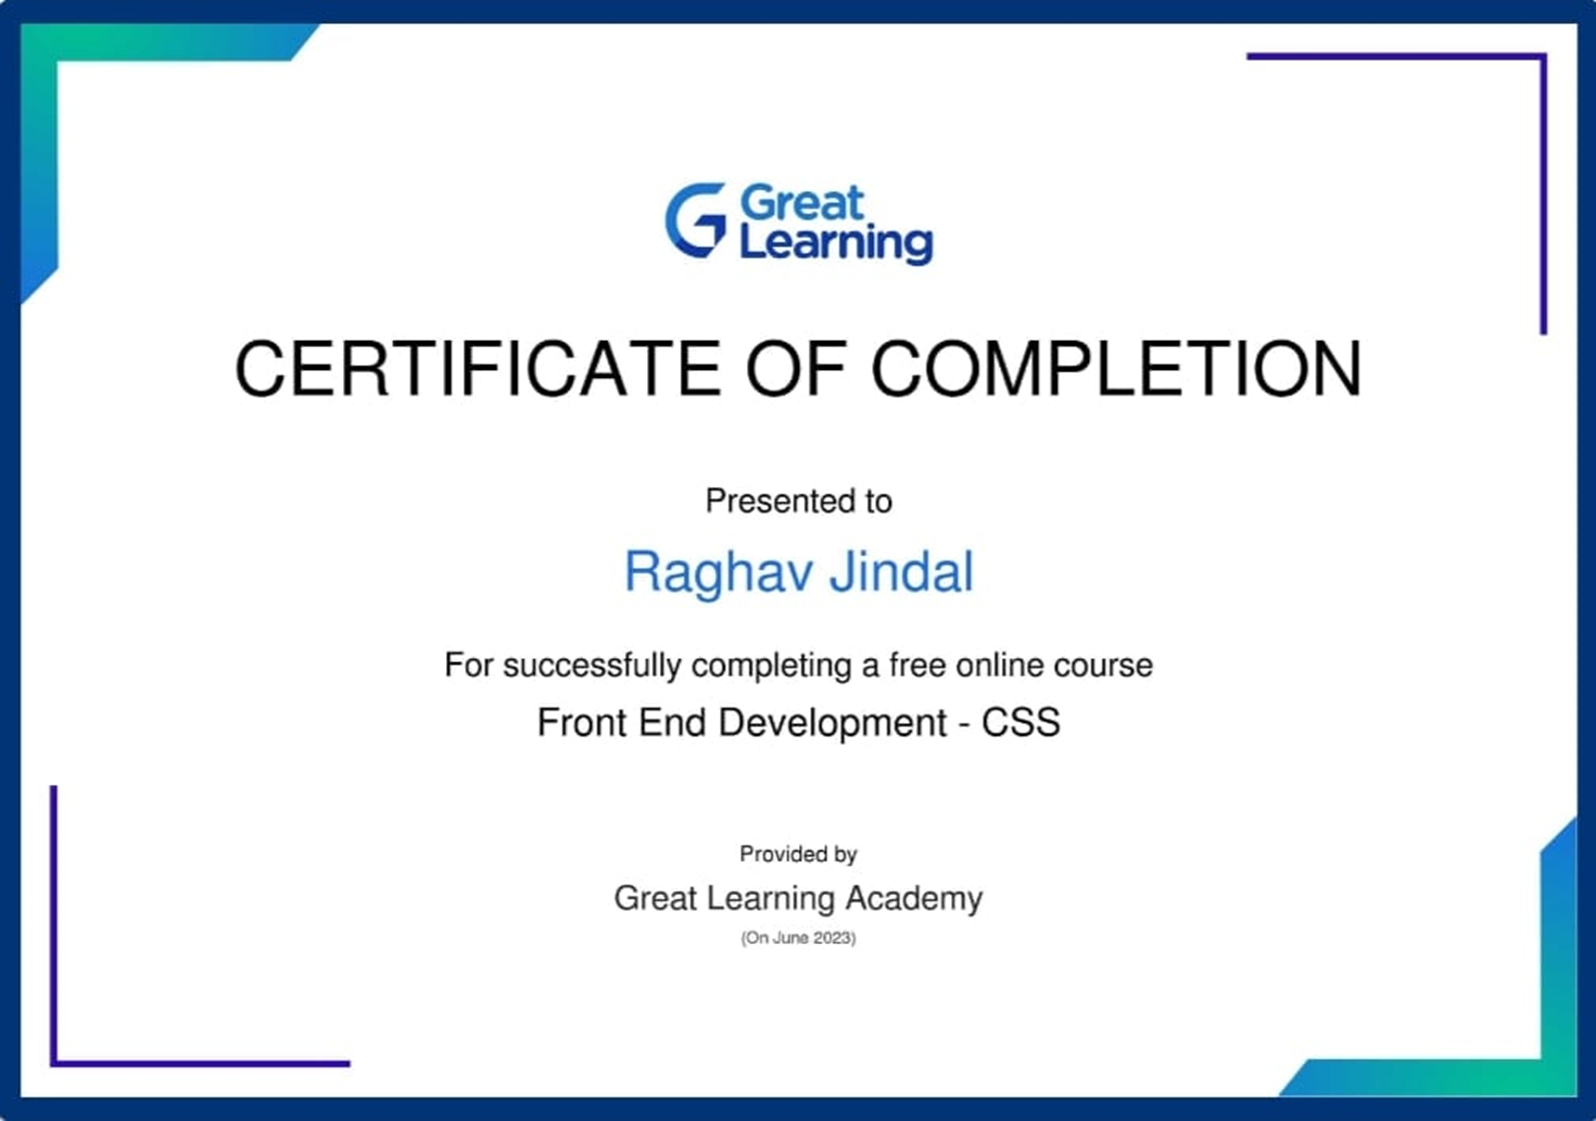 Great
Learning
CERTIFICATE OF COMPLETION
Presented to
Raghav Jindal
For successfully completing a free online course
Front End Development - CSS
Provided by
Great Learning Academy
(On June 2023)